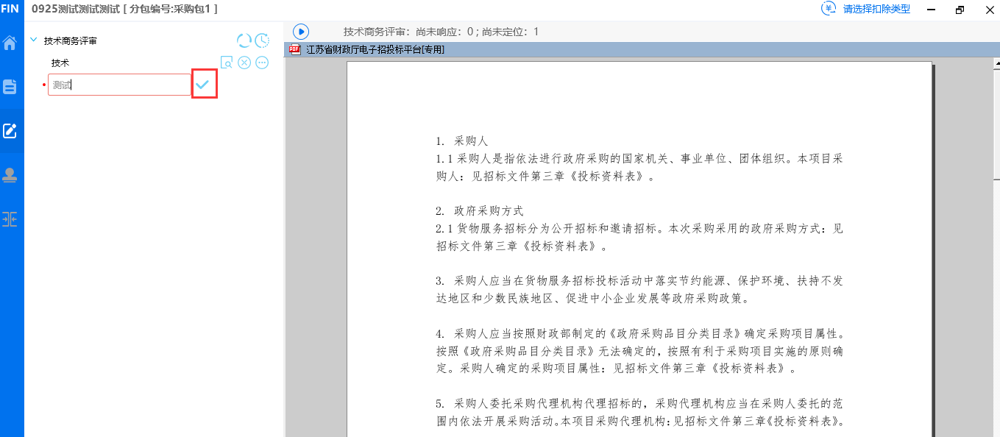 FIN
0925测试测试测试 [ 分包编号:采购包1 ]
请选择扣除类型
技术商务评审
技术
测试
技术商务评审：尚未响应：0 ; 尚未定位：1
PDF
江苏省财政厅电子招投标平台[专用]
1. 采购人
1.1 采购人是指依法进行政府采购的国家机关、事业单位、团体组织。本项目采
购人：见招标文件第三章《投标资料表》。
2. 政府采购方式
2.1 货物服务招标分为公开招标和邀请招标。本次采购采用的政府采购方式：见
招标文件第三章《投标资料表》。
3. 采购人应当在货物服务招标投标活动中落实节约能源、保护环境、扶持不发
达地区和少数民族地区、促进中小企业发展等政府采购政策。
4. 采购人应当按照财政部制定的《政府采购品目分类目录》确定采购项目属性。
按照《政府采购品目分类目录》无法确定的，按照有利于采购项目实施的原则确
定。采购人确定的采购项目属性：见招标文件第三章《投标资料表》。
5. 采购人委托采购代理机构代理招标的，采购代理机构应当在采购人委托的范
围内依法开展采购活动。本项目采购代理机构：见招标文件第三章《投标资料表》。